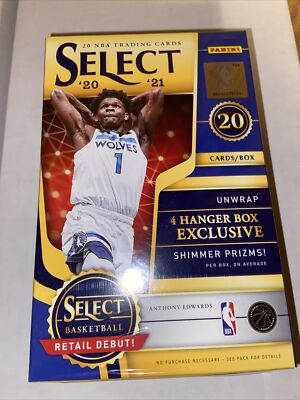 20 NBA TRADING CARDS
PANINI
SELECT
'20 '21
20
CARDS/BOX
WOLVES
1
UNWRAP
4 HANGER BOX
EXCLUSIVE
SHIMMER PRIZMS!
PER BOX, ON AVERAGE
SELECT
BASKETBALL
RETAIL DEBUT!
ANTHONY EDWARDS
NBA
NO PURCHASE NECESSARY - SEE PACK FOR DETAILS